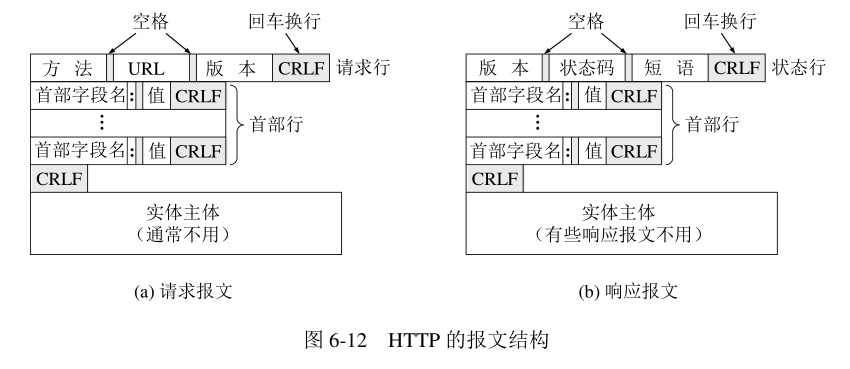 空格 回车换行 空格 回车换行
方 法 URL 版 本 CRLF 请求行 版 本 状态码 短 语 CRLF 状态行
首部字段名: 值 CRLF 首部字段名: 值 CRLF
⋮ 首部行 ⋮ 首部行
首部字段名: 值 CRLF 首部字段名: 值 CRLF
CRLF CRLF
实体主体 实体主体
（通常不用） （有些响应报文不用）
(a) 请求报文 (b) 响应报文
图 6-12 HTTP 的报文结构